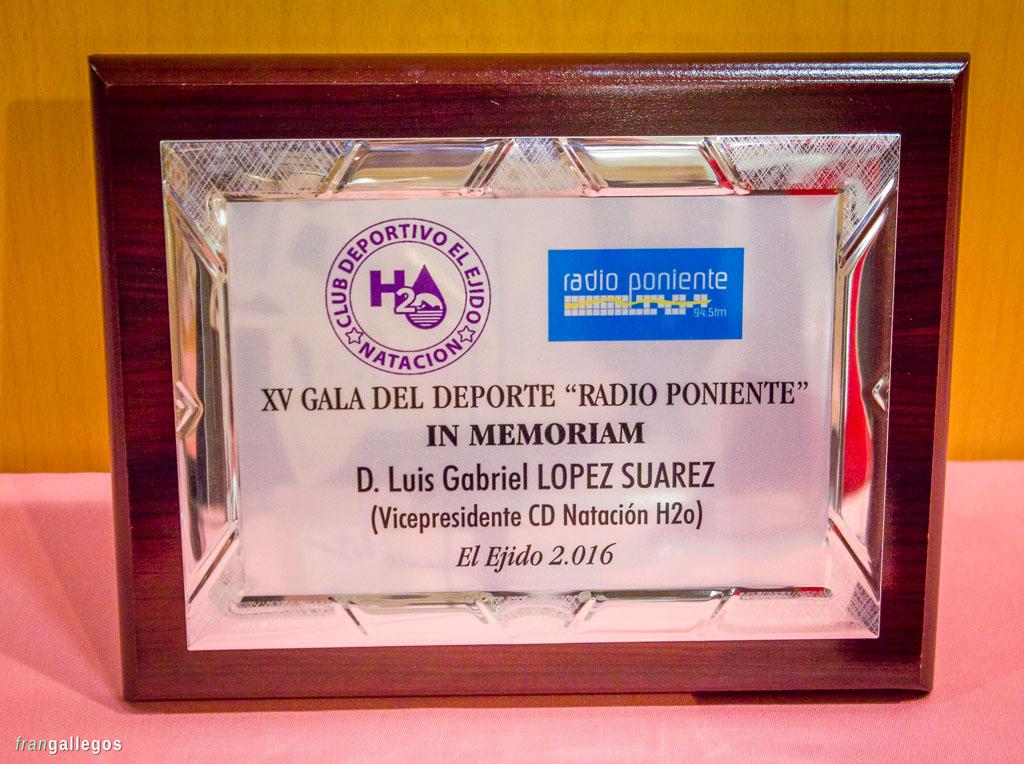 CLUB DEPORTIVO EL EJIDO
H2O
NATACION
radio poniente
94.5fm
XV GALA DEL DEPORTE “RADIO PONIENTE”
IN MEMORIAM
D. Luis Gabriel LOPEZ SUAREZ
(Vicepresidente CD Natación H2o)
El Ejido 2.016
frangallegos